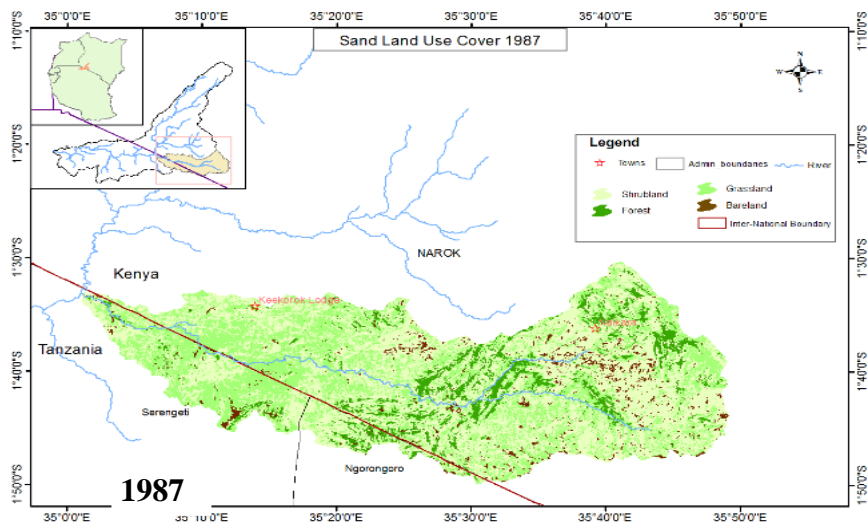 35°0'0"E 35°10'0"E 35°20'0"E 35°30'0"E 35°40'0"E 35°50'0"E
1°10'0"S 1°10'0"S
Sand Land Use Cover 1987
N
W E
S
1°20'0"S 1°20'0"S
Legend
Towns Admin boundaries River
Shrubland Grassland
Forest Bareland
Inter-National Boundary
NAROK
1°30'0"S 1°30'0"S
Kenya
Keekorok Lodge
Tanzania
1°40'0"S 1°40'0"S
Serengeti
Ngorongoro
1°50'0"S 1°50'0"S
1987
35°0'0"E 35°10'0"E 35°20'0"E 35°30'0"E 35°40'0"E 35°50'0"E